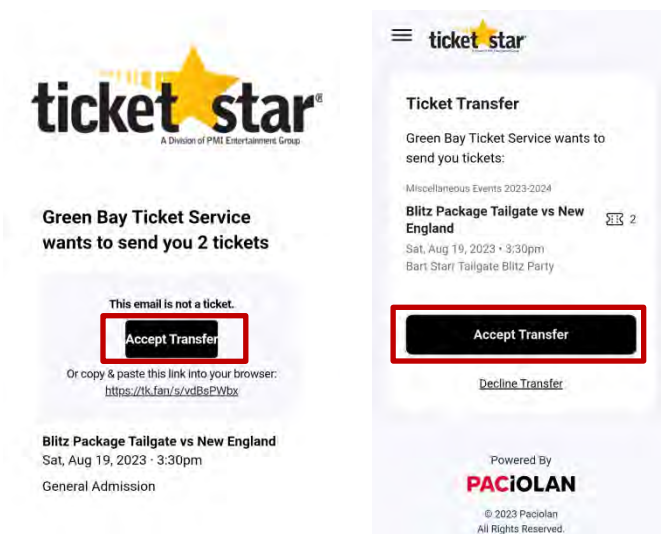 ticket star®
A Division of PMI Entertainment Group
Green Bay Ticket Service
wants to send you 2 tickets
This email is not a ticket.
Accept Transfer
Or copy & paste this link into your browser:
https://tk.fan/s/vdBsPWbx
Blitz Package Tailgate vs New England
Sat, Aug 19, 2023 · 3:30pm
General Admission
ticket star
Ticket Transfer
Green Bay Ticket Service wants to
send you tickets:
Miscellaneous Events 2023-2024
Blitz Package Tailgate vs New
England
2
Sat, Aug 19, 2023 • 3:30pm
Bart Starr Tailgate Blitz Party
Accept Transfer
Decline Transfer
Powered By
PACiOLAN
© 2023 Paciolan
All Rights Reserved.